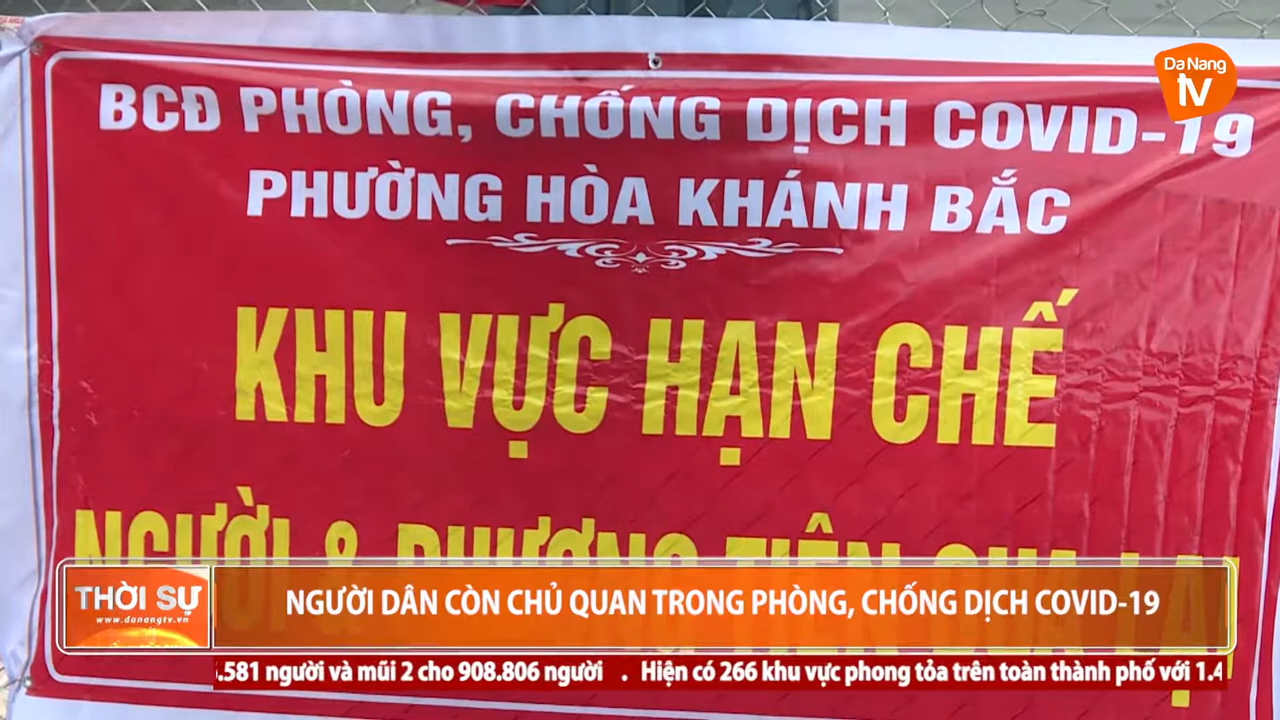 Da Nang
tv
BCĐ PHÒNG, CHỐNG DỊCH COVID-19
PHƯỜNG HÒA KHÁNH BẮC
KHU VỰC HẠN CHẾ
NGƯỜI & PHƯƠNG TIỆN QUA LẠI
THỜI SỰ
www.danangtv.vn
NGƯỜI DÂN CÒN CHỦ QUAN TRONG PHÒNG, CHỐNG DỊCH COVID-19
.581 người và mũi 2 cho 908.806 người . Hiện có 266 khu vực phong tỏa trên toàn thành phố với 1.4